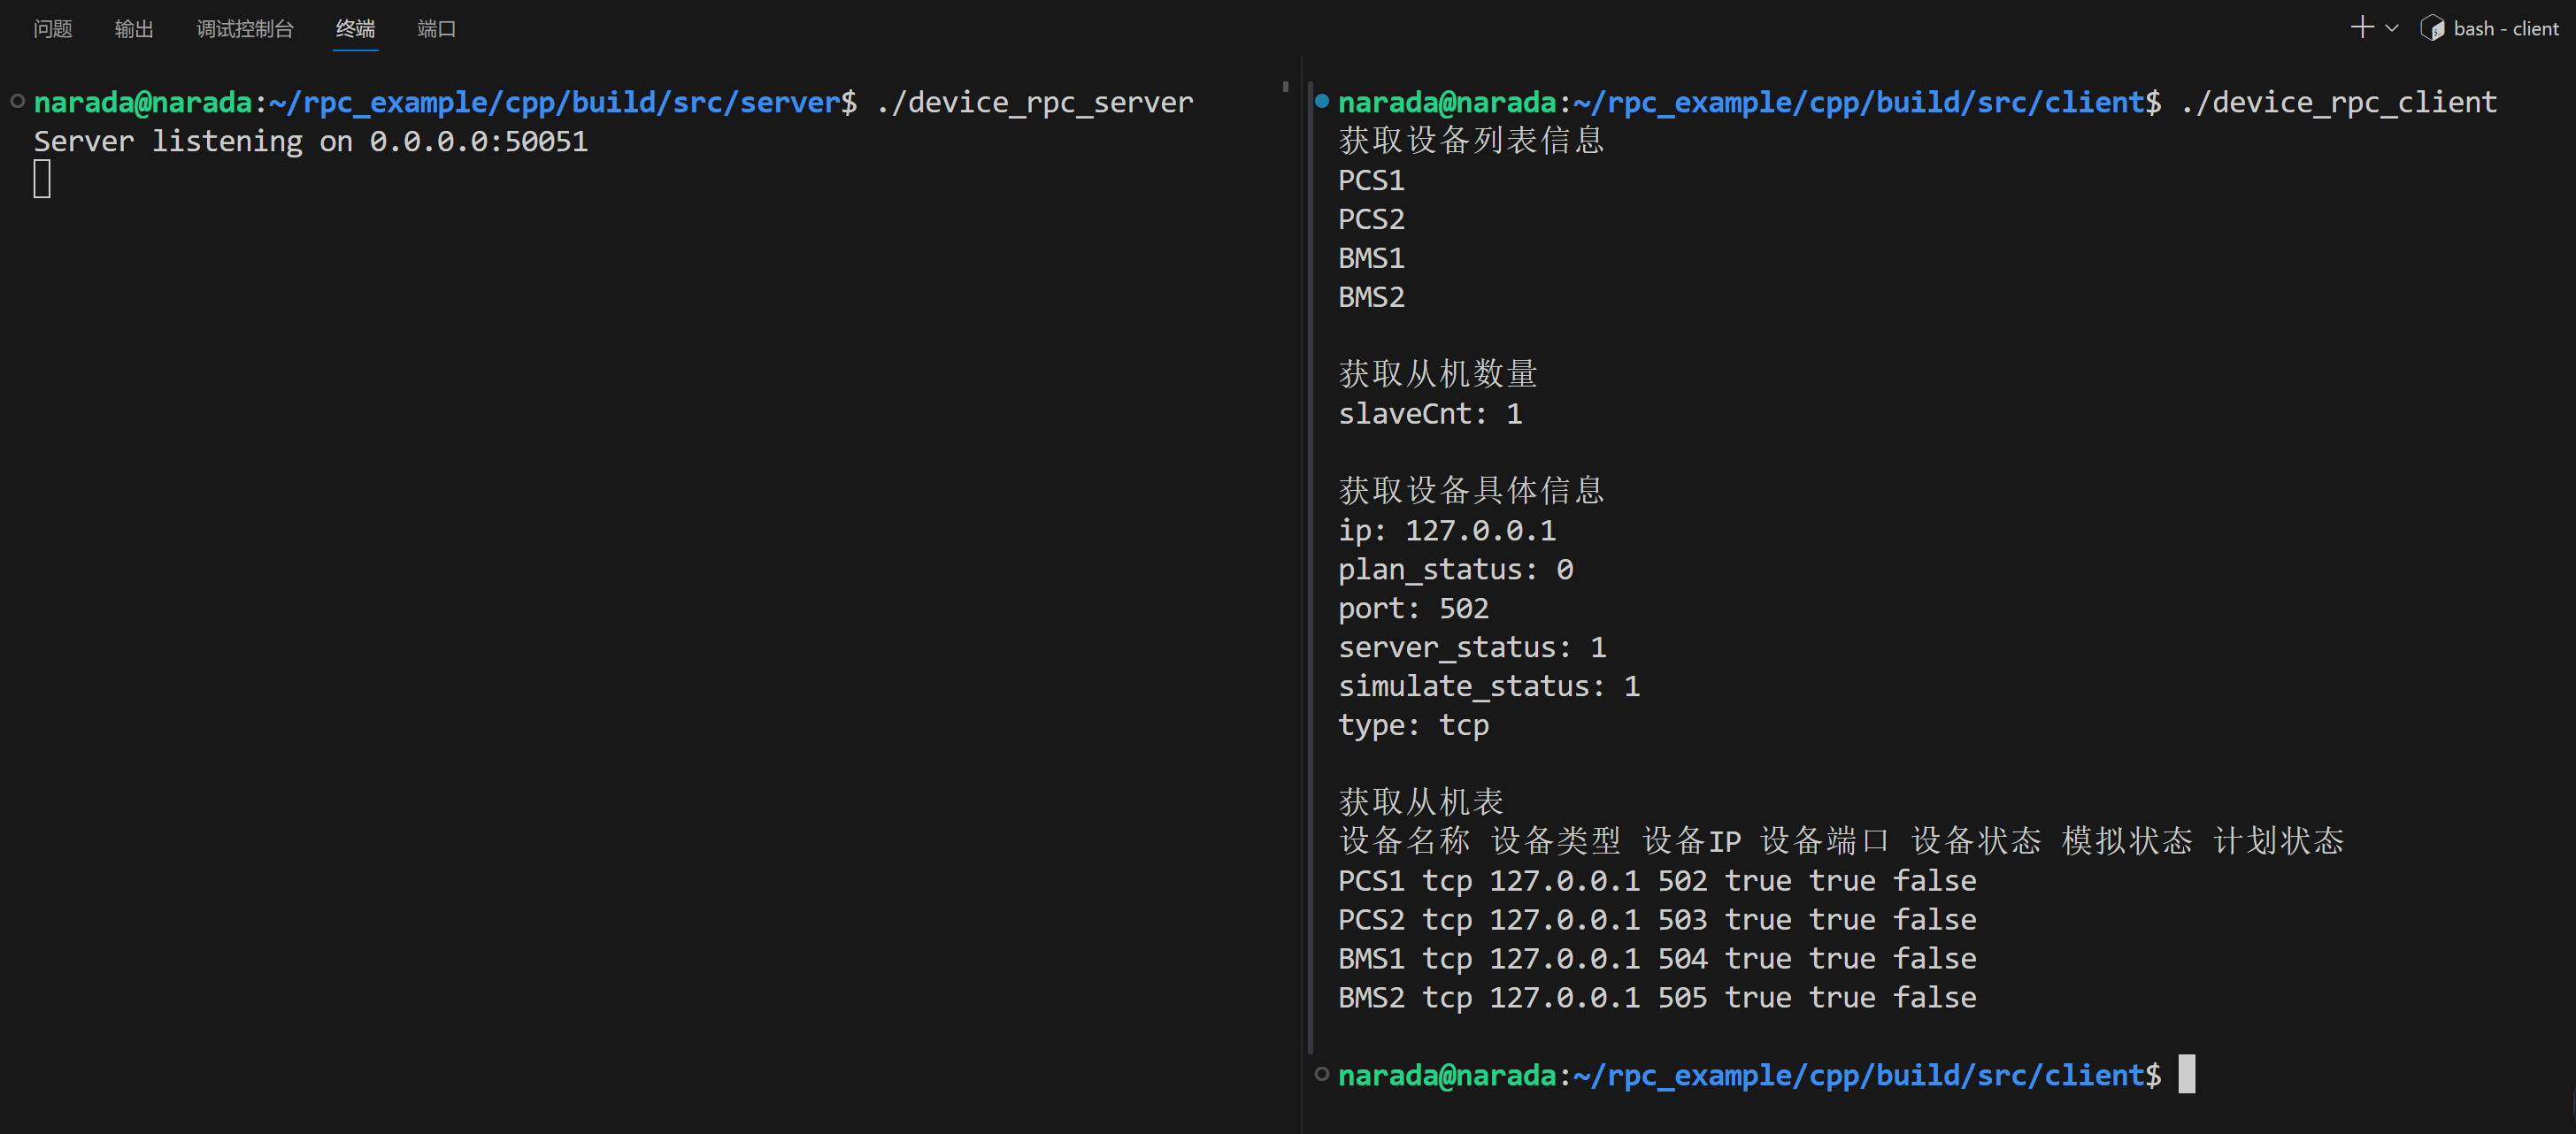 问题 输出 调试控制台 终端 端口
bash - client
narada@narada:~/rpc_example/cpp/build/src/server$ ./device_rpc_server
Server listening on 0.0.0.0:50051
narada@narada:~/rpc_example/cpp/build/src/client$ ./device_rpc_client
获取设备列表信息
PCS1
PCS2
BMS1
BMS2
获取从机数量
slaveCnt: 1
获取设备具体信息
ip: 127.0.0.1
plan_status: 0
port: 502
server_status: 1
simulate_status: 1
type: tcp
获取从机表
设备名称 设备类型 设备IP 设备端口 设备状态 模拟状态 计划状态
PCS1 tcp 127.0.0.1 502 true true false
PCS2 tcp 127.0.0.1 503 true true false
BMS1 tcp 127.0.0.1 504 true true false
BMS2 tcp 127.0.0.1 505 true true false
narada@narada:~/rpc_example/cpp/build/src/client$